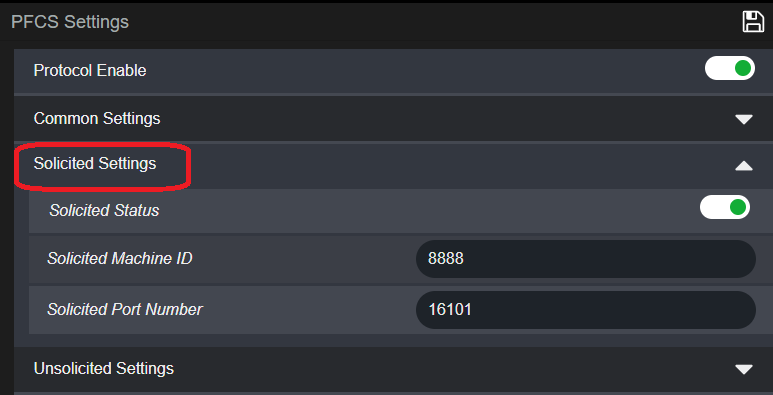 PFCS Settings
Protocol Enable
Common Settings
Solicited Settings
Solicited Status
Solicited Machine ID 8888
Solicited Port Number 16101
Unsolicited Settings